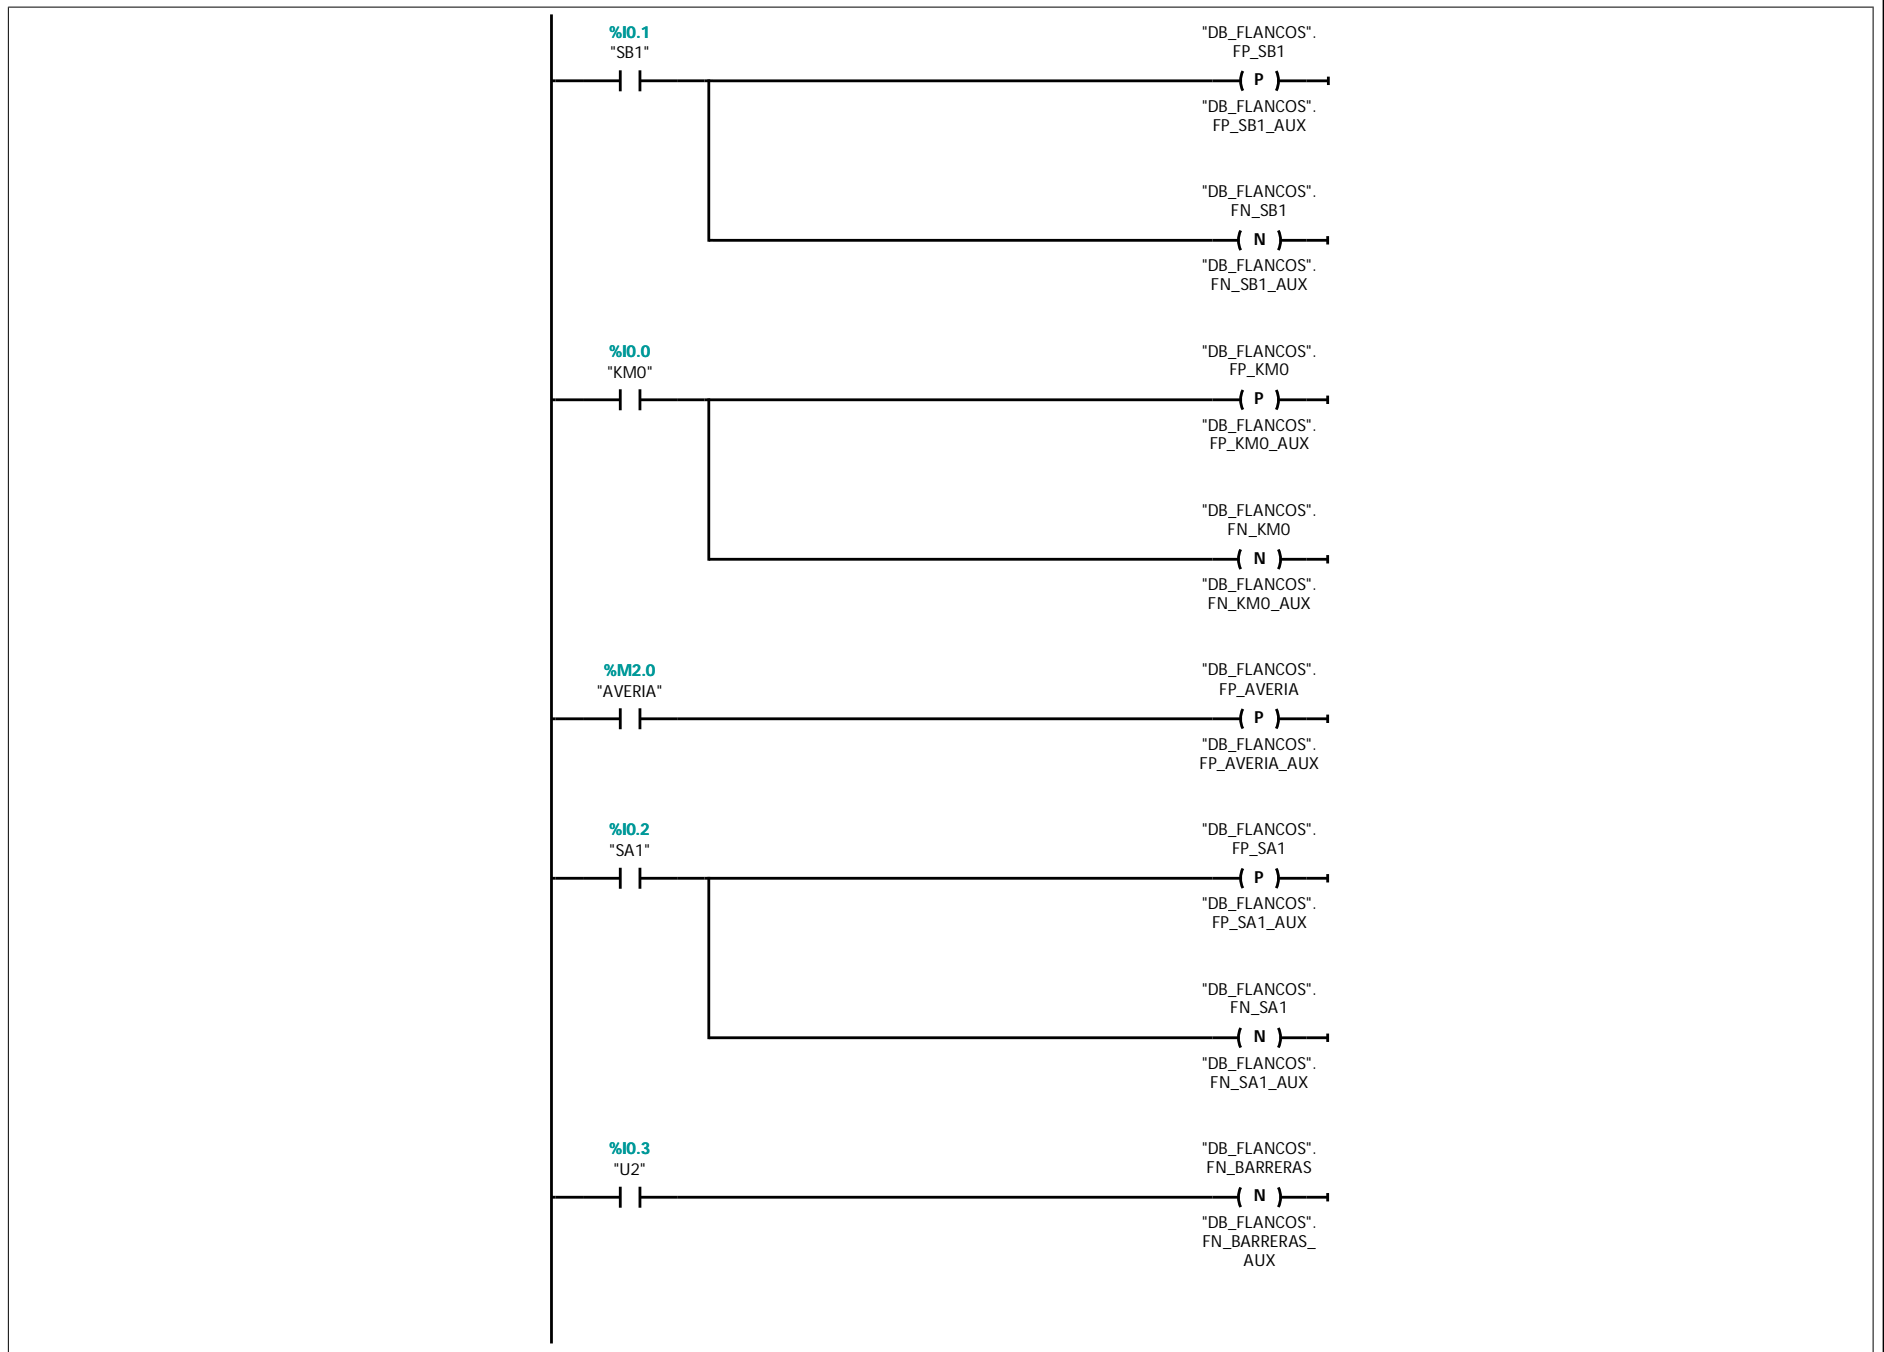 %I0.1
"SB1"
"DB_FLANCOS".
FP_SB1
( P )
"DB_FLANCOS".
FP_SB1_AUX
"DB_FLANCOS".
FN_SB1
( N )
"DB_FLANCOS".
FN_SB1_AUX
%I0.0
"KM0"
"DB_FLANCOS".
FP_KM0
( P )
"DB_FLANCOS".
FP_KM0_AUX
"DB_FLANCOS".
FN_KM0
( N )
"DB_FLANCOS".
FN_KM0_AUX
%M2.0
"AVERIA"
"DB_FLANCOS".
FP_AVERIA
( P )
"DB_FLANCOS".
FP_AVERIA_AUX
%I0.2
"SA1"
"DB_FLANCOS".
FP_SA1
( P )
"DB_FLANCOS".
FP_SA1_AUX
"DB_FLANCOS".
FN_SA1
( N )
"DB_FLANCOS".
FN_SA1_AUX
%I0.3
"U2"
"DB_FLANCOS".
FN_BARRERAS
( N )
"DB_FLANCOS".
FN_BARRERAS_
AUX